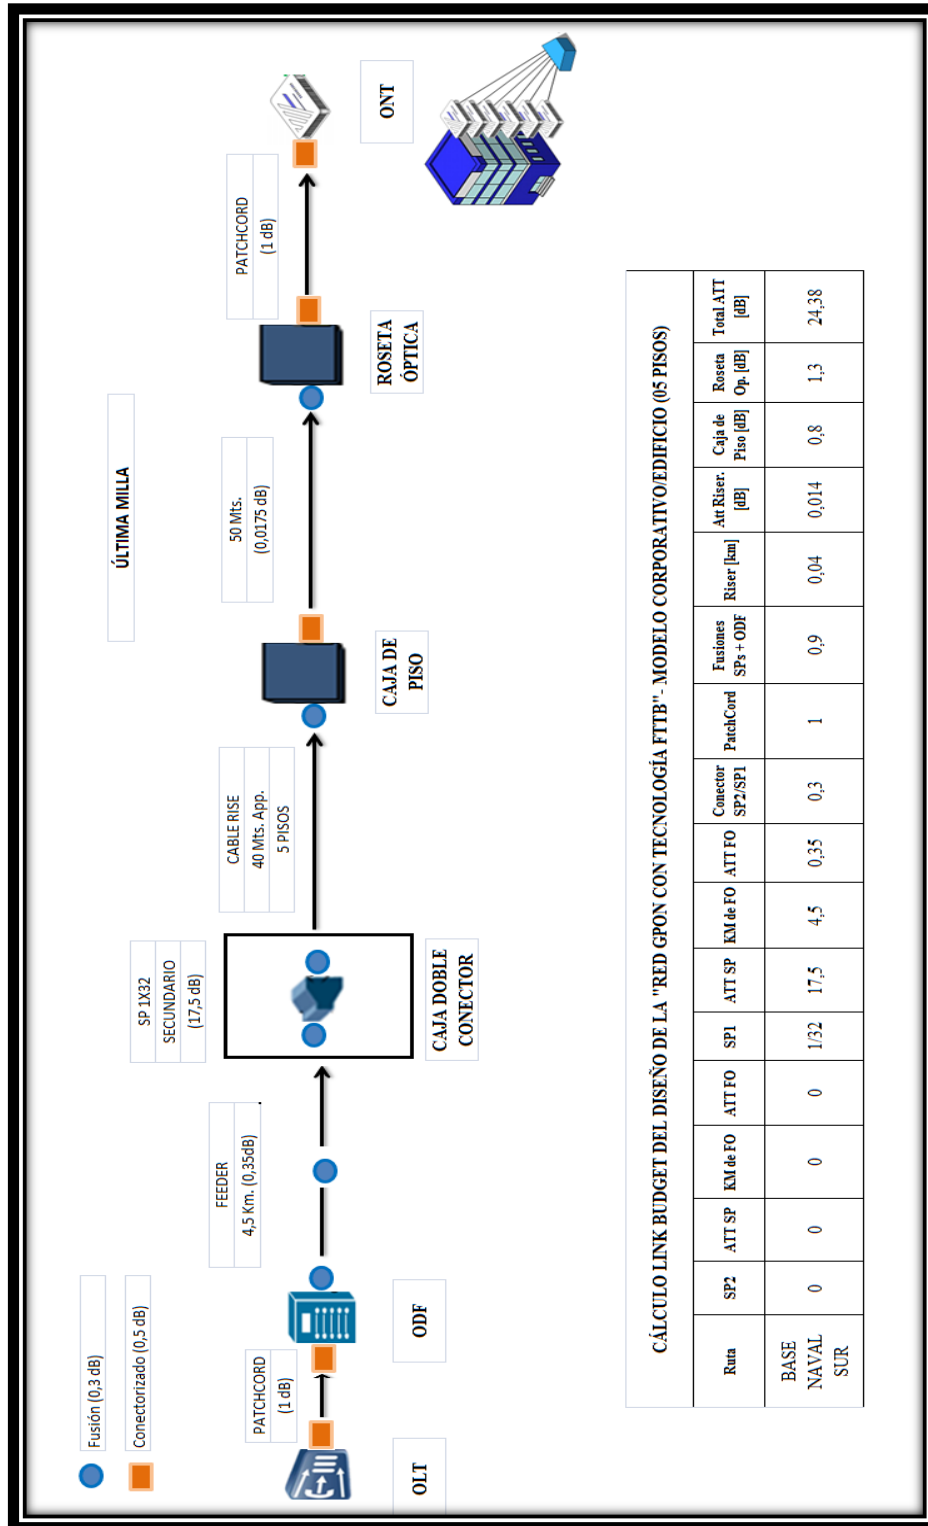 Fusión (0,3 dB)
Conectorizado (0,5 dB)
ÚLTIMA MILLA
PATCHCORD
(1 dB)
FEEDER
4,5 Km. (0,35dB)
SP 1X32
SECUNDARIO
(17,5 dB)
CABLE RISE
40 Mts. App.
5 PISOS
50 Mts.
(0,0175 dB)
PATCHCORD
(1 dB)
OLT
ODF
CAJA DOBLE
CONECTOR
CAJA DE
PISO
ROSETA
ÓPTICA
ONT
CÁLCULO LINK BUDGET DEL DISEÑO DE LA "RED GPON CON TECNOLOGÍA FTTB"- MODELO CORPORATIVO/EDIFICIO (05 PISOS)
Ruta SP2 ATT SP KM de FO ATT FO SP1 ATT SP KM de FO ATT FO Conector SP2/SP1 PatchCord Fusiones SPs + ODF Riser [km] Att Riser. [dB] Caja de Piso [dB] Roseta Op. [dB] Total ATT [dB]
BASE NAVAL SUR 0 0 0 0 1/32 17,5 4,5 0,35 0,3 1 0,9 0,04 0,014 0,8 1,3 24,38